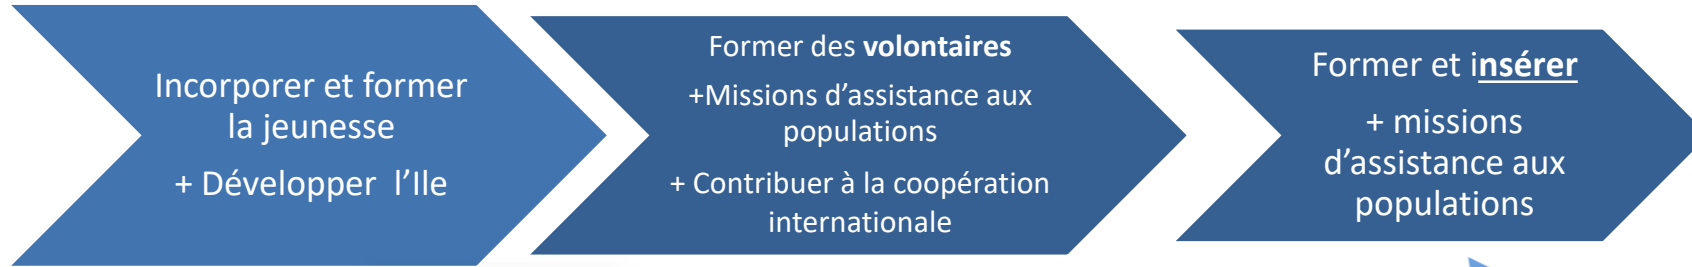 Incorporer et former
la jeunesse
+ Développer l’Ile
Former des volontaires
+Missions d’assistance aux
populations
+ Contribuer à la coopération
internationale
Former et insérer
+ missions
d’assistance aux
populations